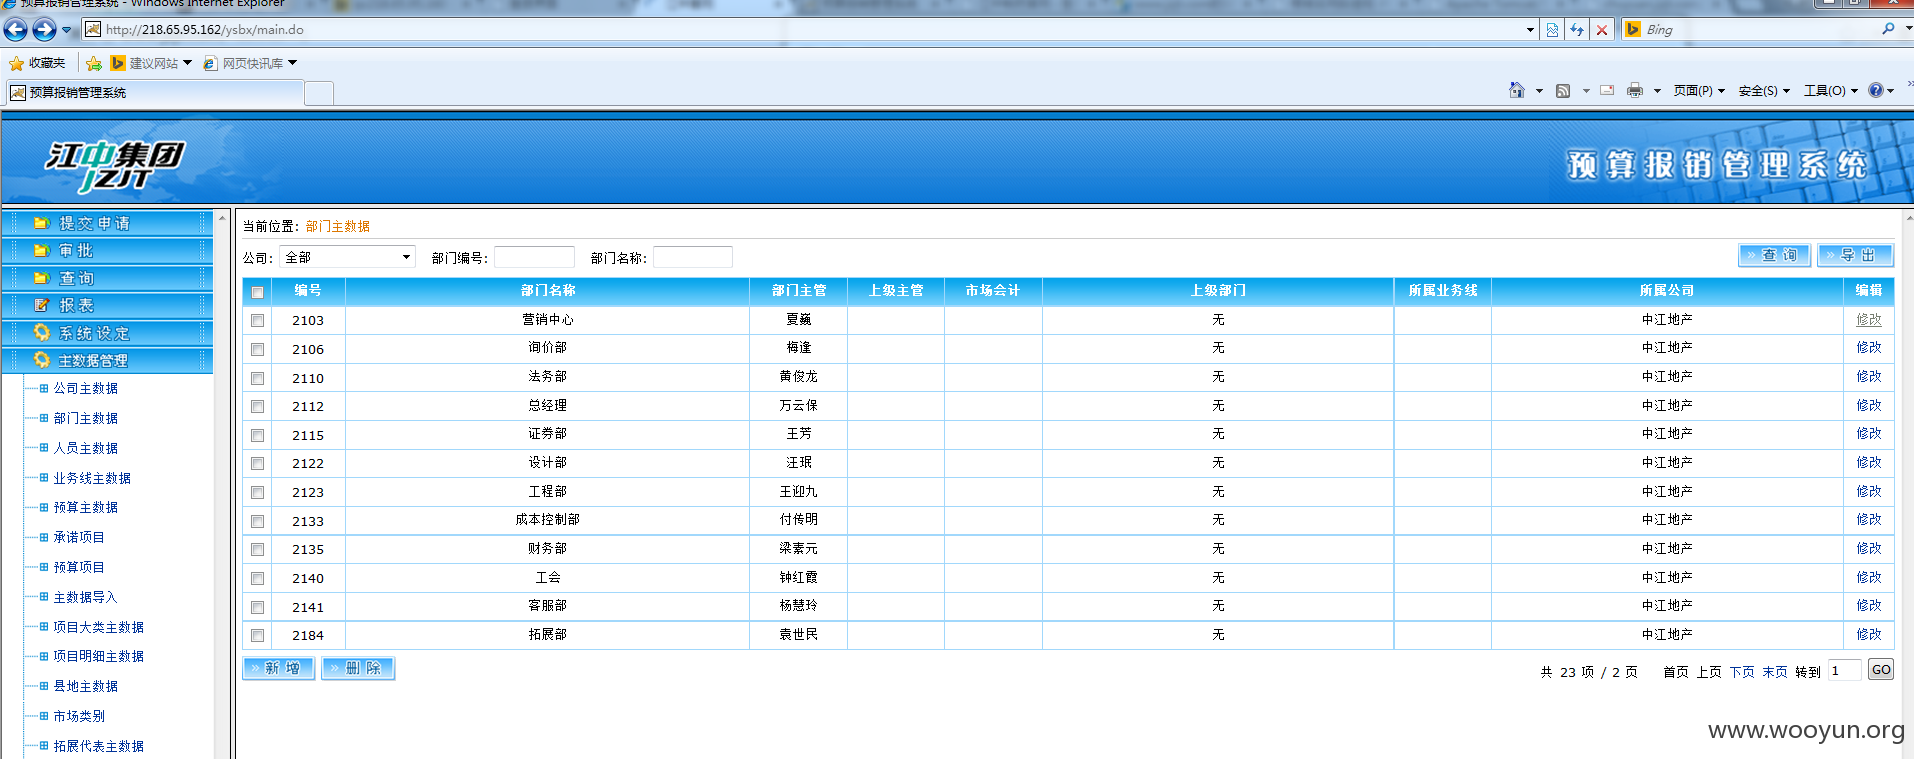 预算报销管理系统 - Windows Internet Explorer
http://218.65.95.162/ysbx/main.do
Bing
收藏夹 建议网站 网页快讯库
预算报销管理系统
页面(P) 安全(S) 工具(O)
江中集团
JZJT
预算报销管理系统
提交申请
审批
查询
报表
系统设定
主数据管理
公司主数据
部门主数据
人员主数据
业务线主数据
预算主数据
承诺项目
预算项目
主数据导入
项目大类主数据
项目明细主数据
县地主数据
市场类别
拓展代表主数据
当前位置: 部门主数据
公司: 全部 部门编号: 部门名称: 查询 导出
编号 部门名称 部门主管 上级主管 市场会计 上级部门 所属业务线 所属公司 编辑
2103 营销中心 夏巍 无 中江地产 修改
2106 询价部 梅逢 无 中江地产 修改
2110 法务部 黄俊龙 无 中江地产 修改
2112 总经理 万云保 无 中江地产 修改
2115 证券部 王芳 无 中江地产 修改
2122 设计部 汪珉 无 中江地产 修改
2123 工程部 王迎九 无 中江地产 修改
2133 成本控制部 付传明 无 中江地产 修改
2135 财务部 梁素元 无 中江地产 修改
2140 工会 钟红霞 无 中江地产 修改
2141 客服部 杨慧玲 无 中江地产 修改
2184 拓展部 袁世民 无 中江地产 修改
新增 删除
共 23 项 / 2 页 首页 上页 下页 末页 转到 1 GO
www.wooyun.org